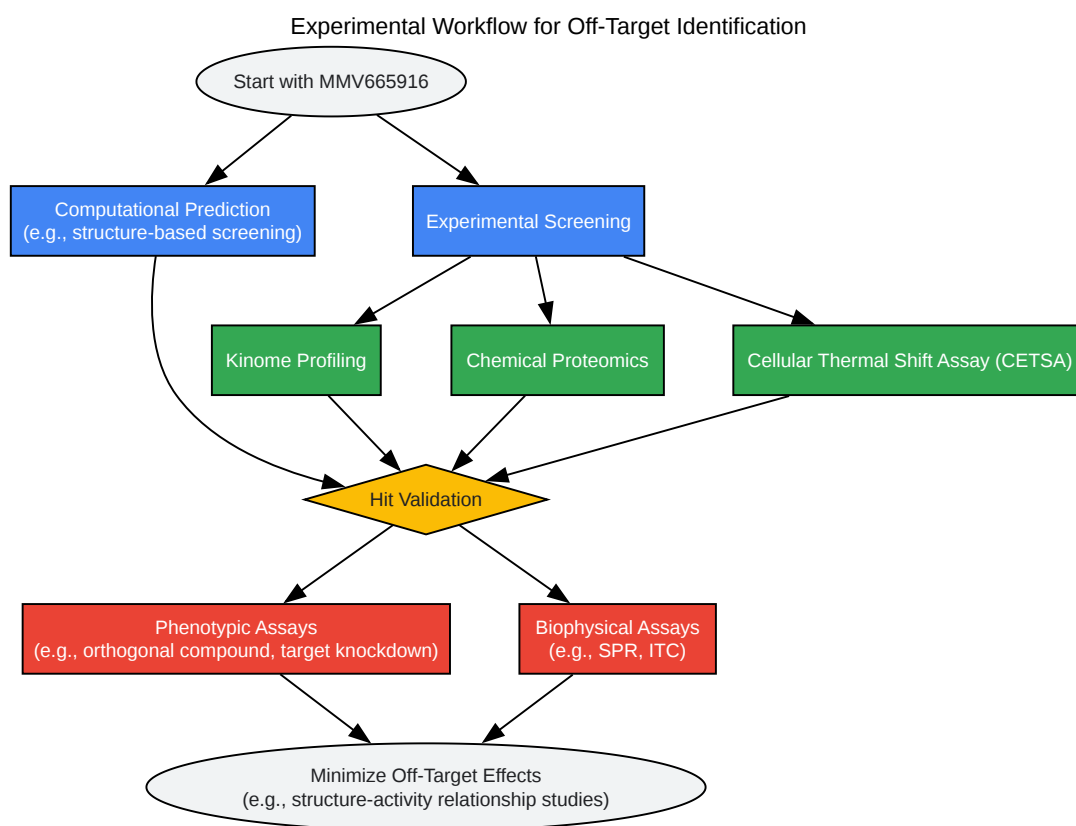 Experimental Workflow for Off-Target Identification
Start with MMV665916
Computational Prediction
(e.g., structure-based screening)
Experimental Screening
Kinome Profiling
Chemical Proteomics
Cellular Thermal Shift Assay (CETSA)
Hit Validation
Phenotypic Assays
(e.g., orthogonal compound, target knockdown)
Biophysical Assays
(e.g., SPR, ITC)
Minimize Off-Target Effects
(e.g., structure-activity relationship studies)